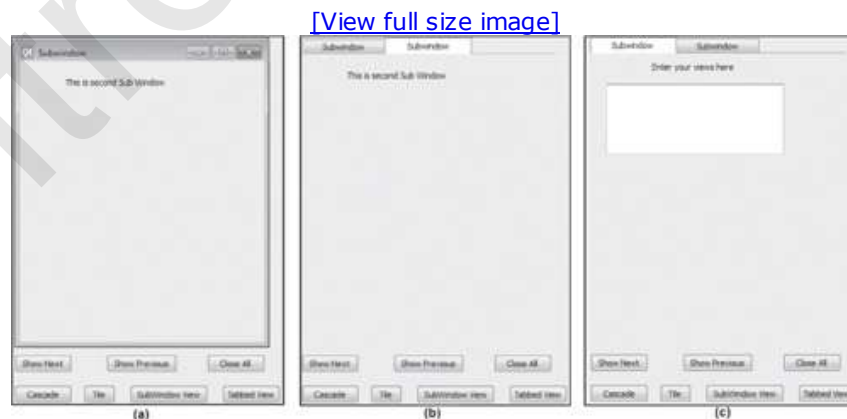 [View full size image]
Subwindow
This is second Sub Window
Show Next Show Previous Close All
Cascade Tile SubWindow View Tabbed View
(a)
Subwindow Subwindow
This is second Sub Window
Show Next Show Previous Close All
Cascade Tile SubWindow View Tabbed View
(b)
Subwindow Subwindow
Enter your views here
Show Next Show Previous Close All
Cascade Tile SubWindow View Tabbed View
(c)